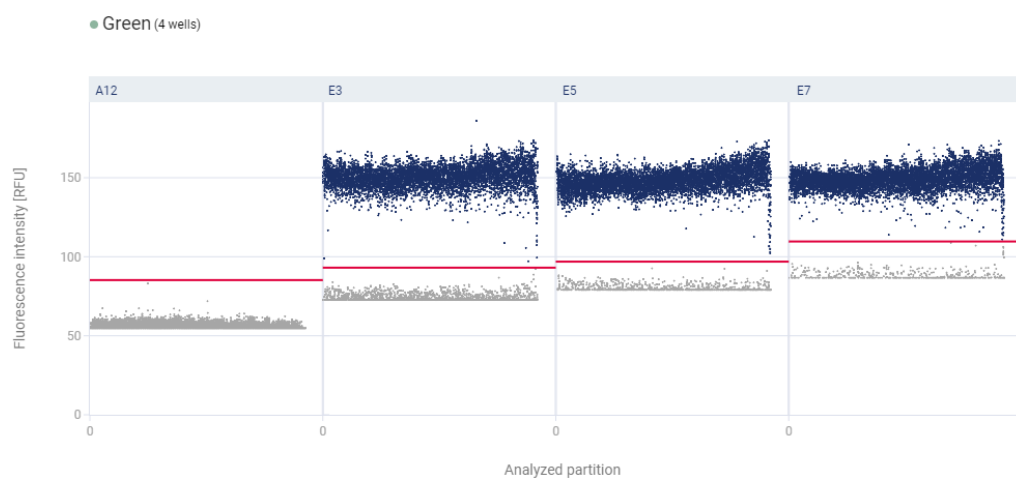 Green (4 wells)
A12
E3
E5
E7
Fluorescence intensity [RFU]
150
100
50
0
0
0
0
0
Analyzed partition